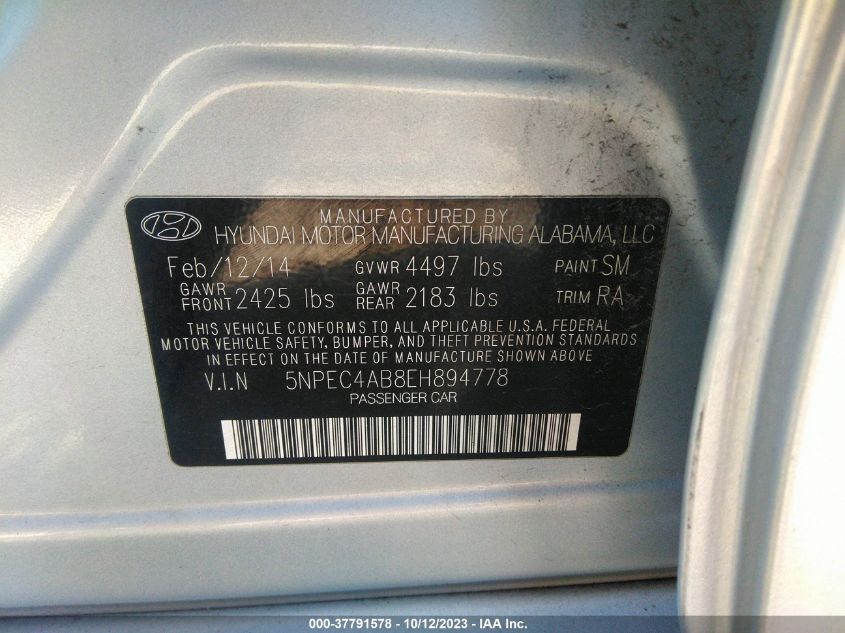 MANUFACTURED BY
HYUNDAI MOTOR MANUFACTURING ALABAMA, LLC
Feb/12/14 GVWR 4497 lbs PAINT SM
GAWR FRONT 2425 lbs GAWR REAR 2183 lbs TRIM RA
THIS VEHICLE CONFORMS TO ALL APPLICABLE U.S.A. FEDERAL
MOTOR VEHICLE SAFETY, BUMPER, AND THEFT PREVENTION STANDARDS
IN EFFECT ON THE DATE OF MANUFACTURE SHOWN ABOVE
V.I.N 5NPEC4AB8EH894778
PASSENGER CAR
000-37791578 - 10/12/2023 - IAA Inc.